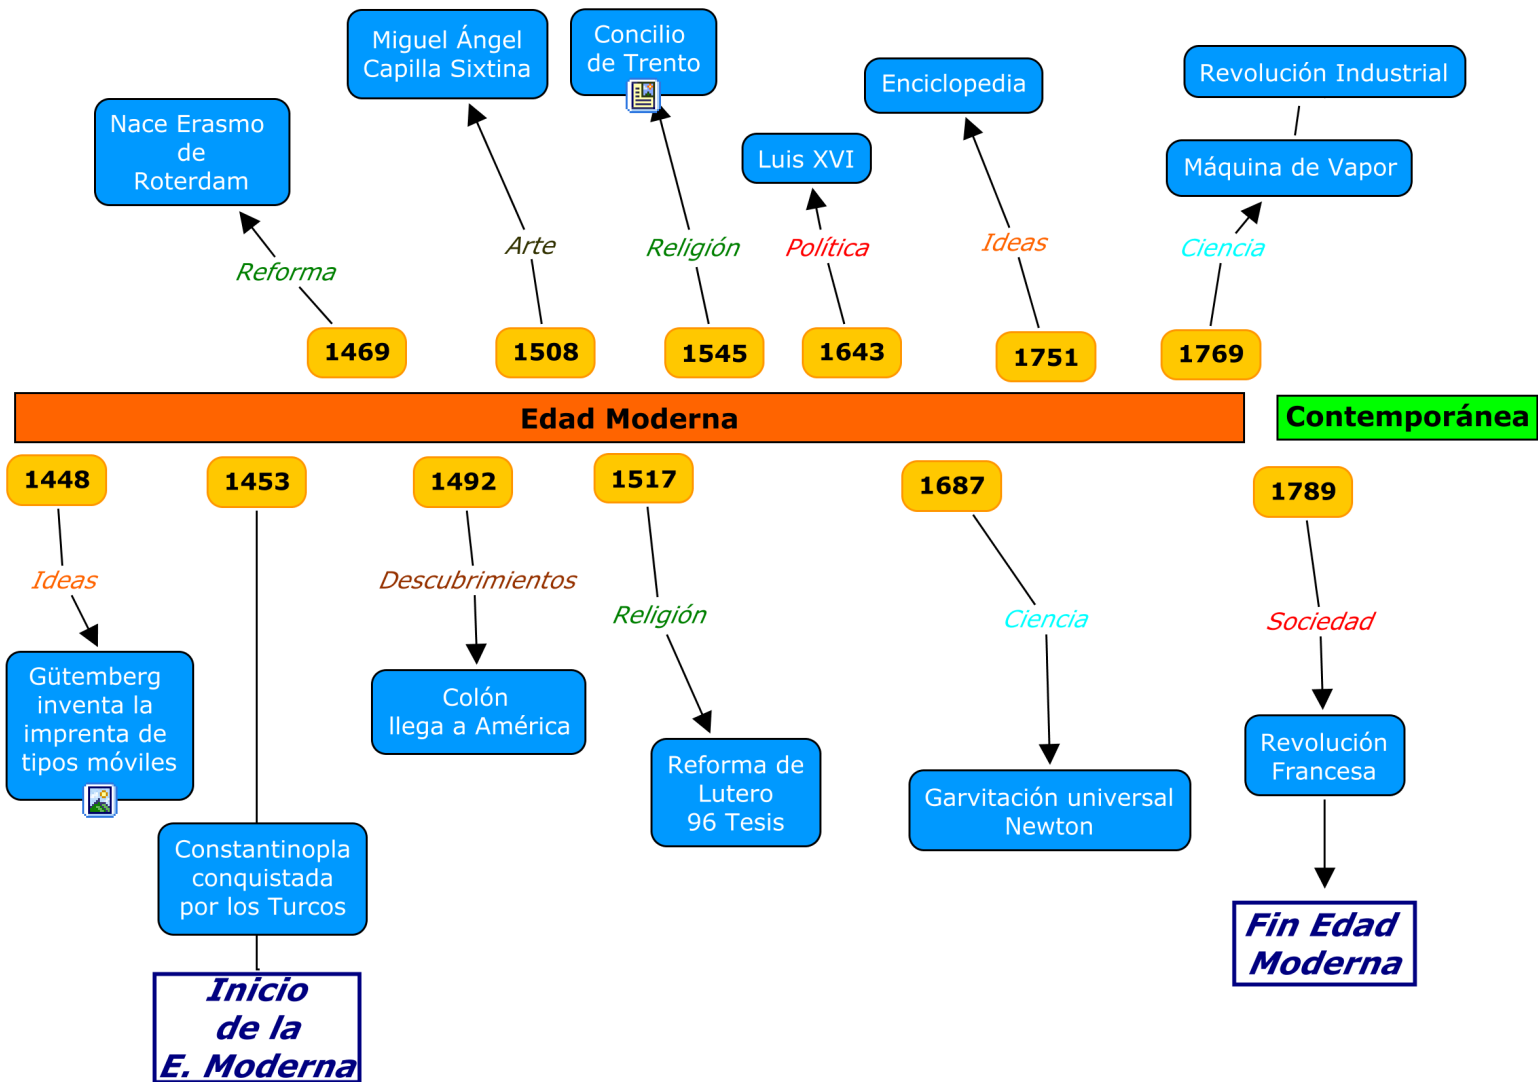 Miguel Ángel
Capilla Sixtina
Concilio
de Trento
Enciclopedia
Revolución Industrial
Nace Erasmo
de
Roterdam
Luis XVI
Máquina de Vapor
Reforma
Arte
Religión
Política
Ideas
Ciencia
1469
1508
1545
1643
1751
1769
Edad Moderna
Contemporánea
1448
1453
1492
1517
1687
1789
Ideas
Descubrimientos
Religión
Ciencia
Sociedad
Gütemberg
inventa la
imprenta de
tipos móviles
Colón
llega a América
Reforma de
Lutero
96 Tesis
Garvitación universal
Newton
Revolución
Francesa
Constantinopla
conquistada
por los Turcos
Fin Edad
Moderna
Inicio
de la
E. Moderna